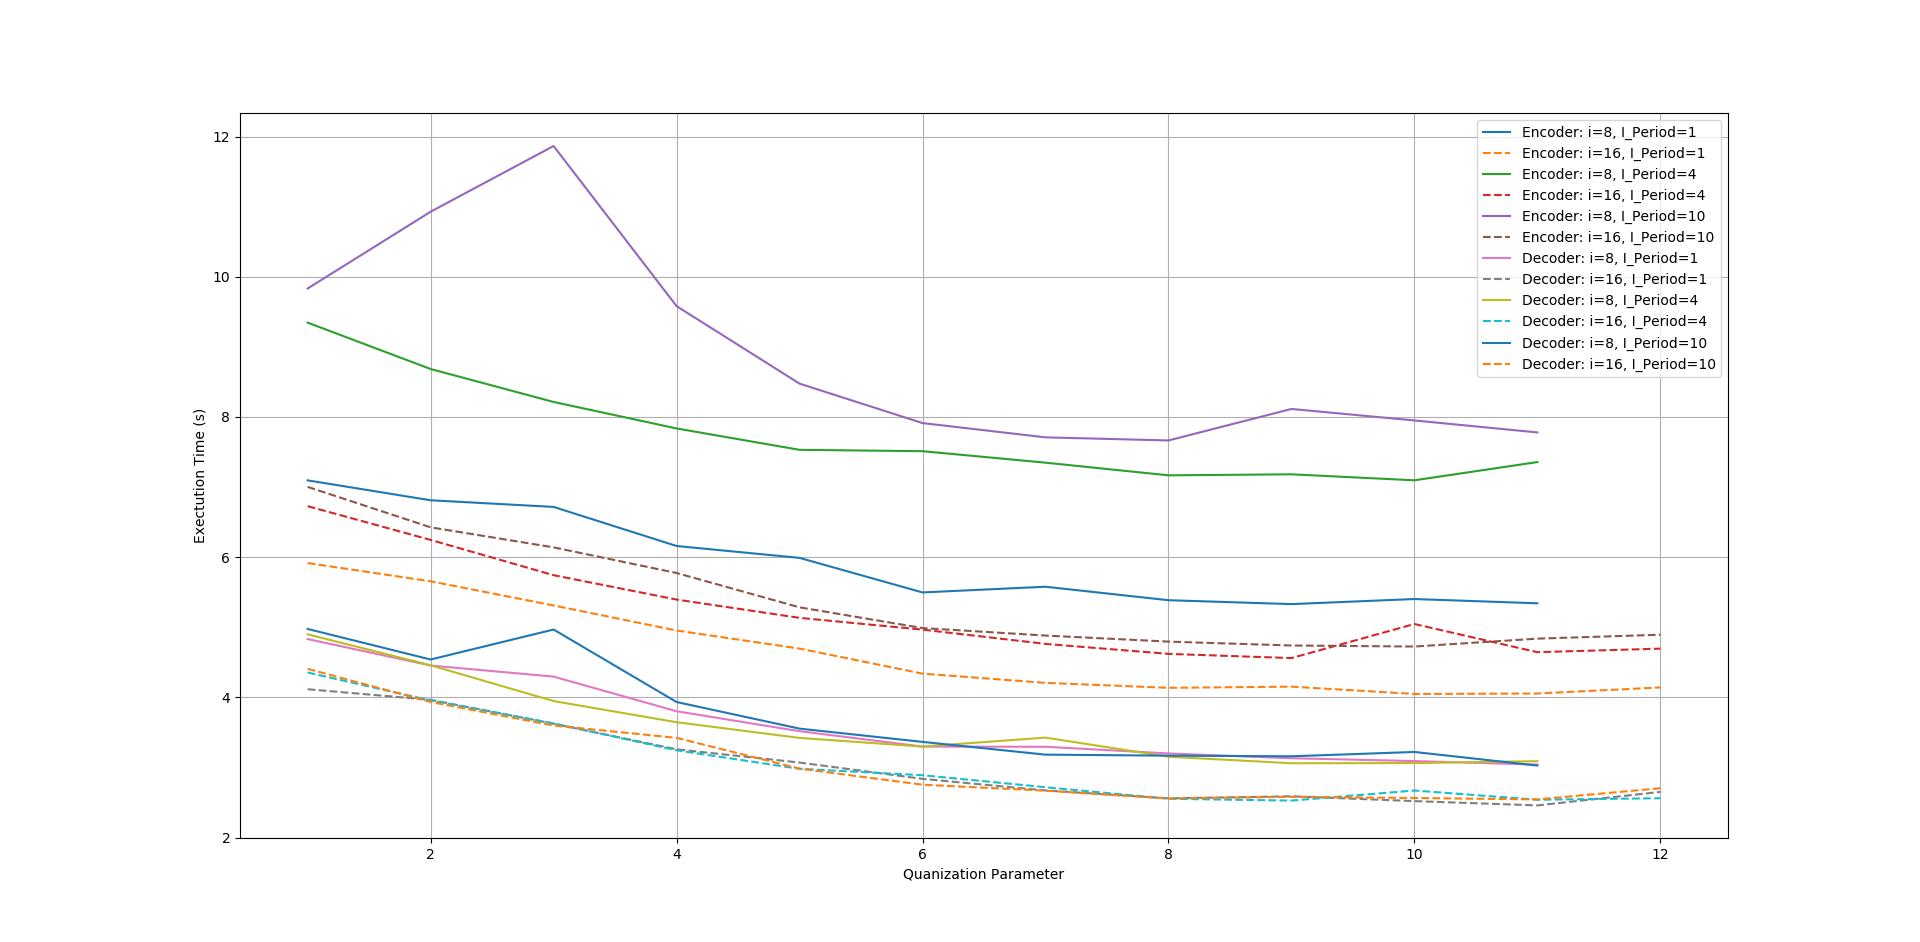 12
10
8
6
4
2
Exectution Time (s)
2
4
6
8
10
12
Quanization Parameter
Encoder: i=8, I_Period=1
Encoder: i=16, I_Period=1
Encoder: i=8, I_Period=4
Encoder: i=16, I_Period=4
Encoder: i=8, I_Period=10
Encoder: i=16, I_Period=10
Decoder: i=8, I_Period=1
Decoder: i=16, I_Period=1
Decoder: i=8, I_Period=4
Decoder: i=16, I_Period=4
Decoder: i=8, I_Period=10
Decoder: i=16, I_Period=10